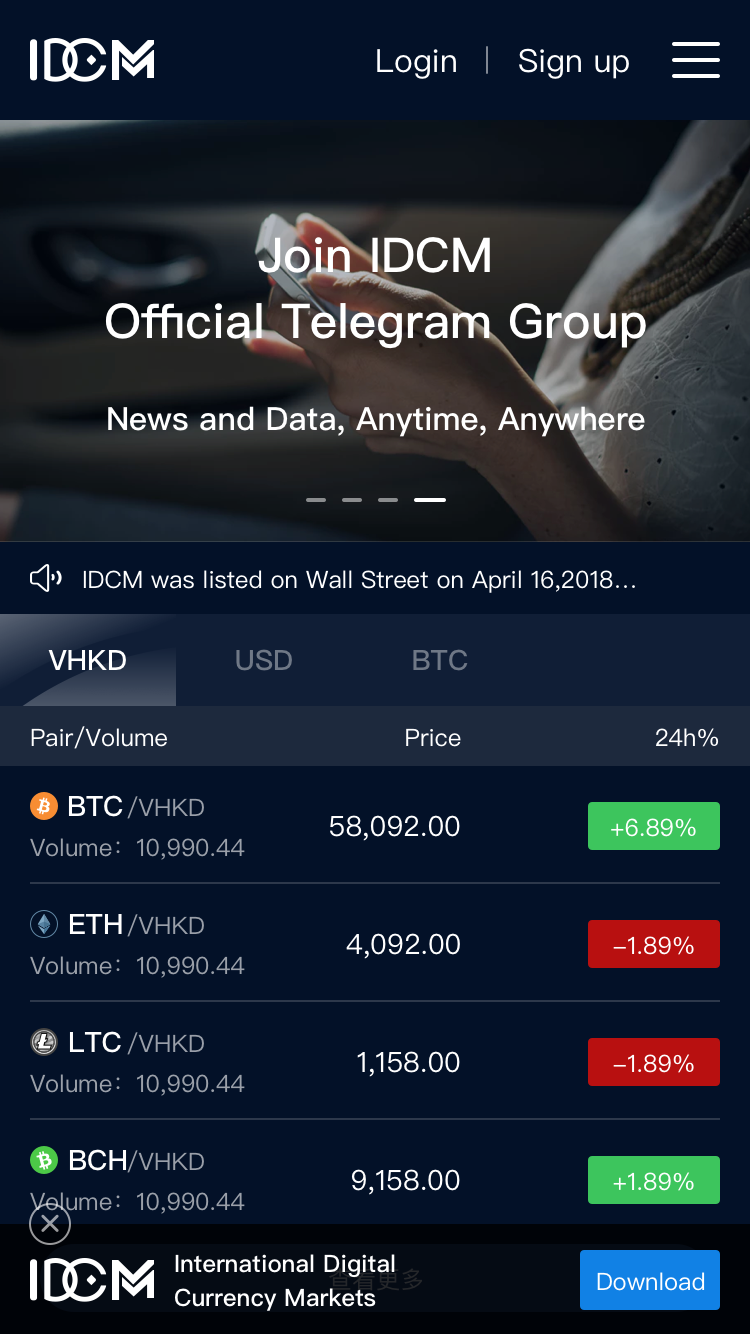 IDCM
Login | Sign up
Join IDCM
Official Telegram Group
News and Data, Anytime, Anywhere
IDCM was listed on Wall Street on April 16,2018...
VHKD USD BTC
Pair/Volume Price 24h%
BTC/VHKD
58,092.00 +6.89%
Volume：10,990.44
ETH/VHKD
4,092.00 –1.89%
Volume：10,990.44
LTC/VHKD
1,158.00 –1.89%
Volume：10,990.44
BCH/VHKD
9,158.00 +1.89%
Volume：10,990.44
IDCM
International Digital
Currency Markets
查看更多
Download